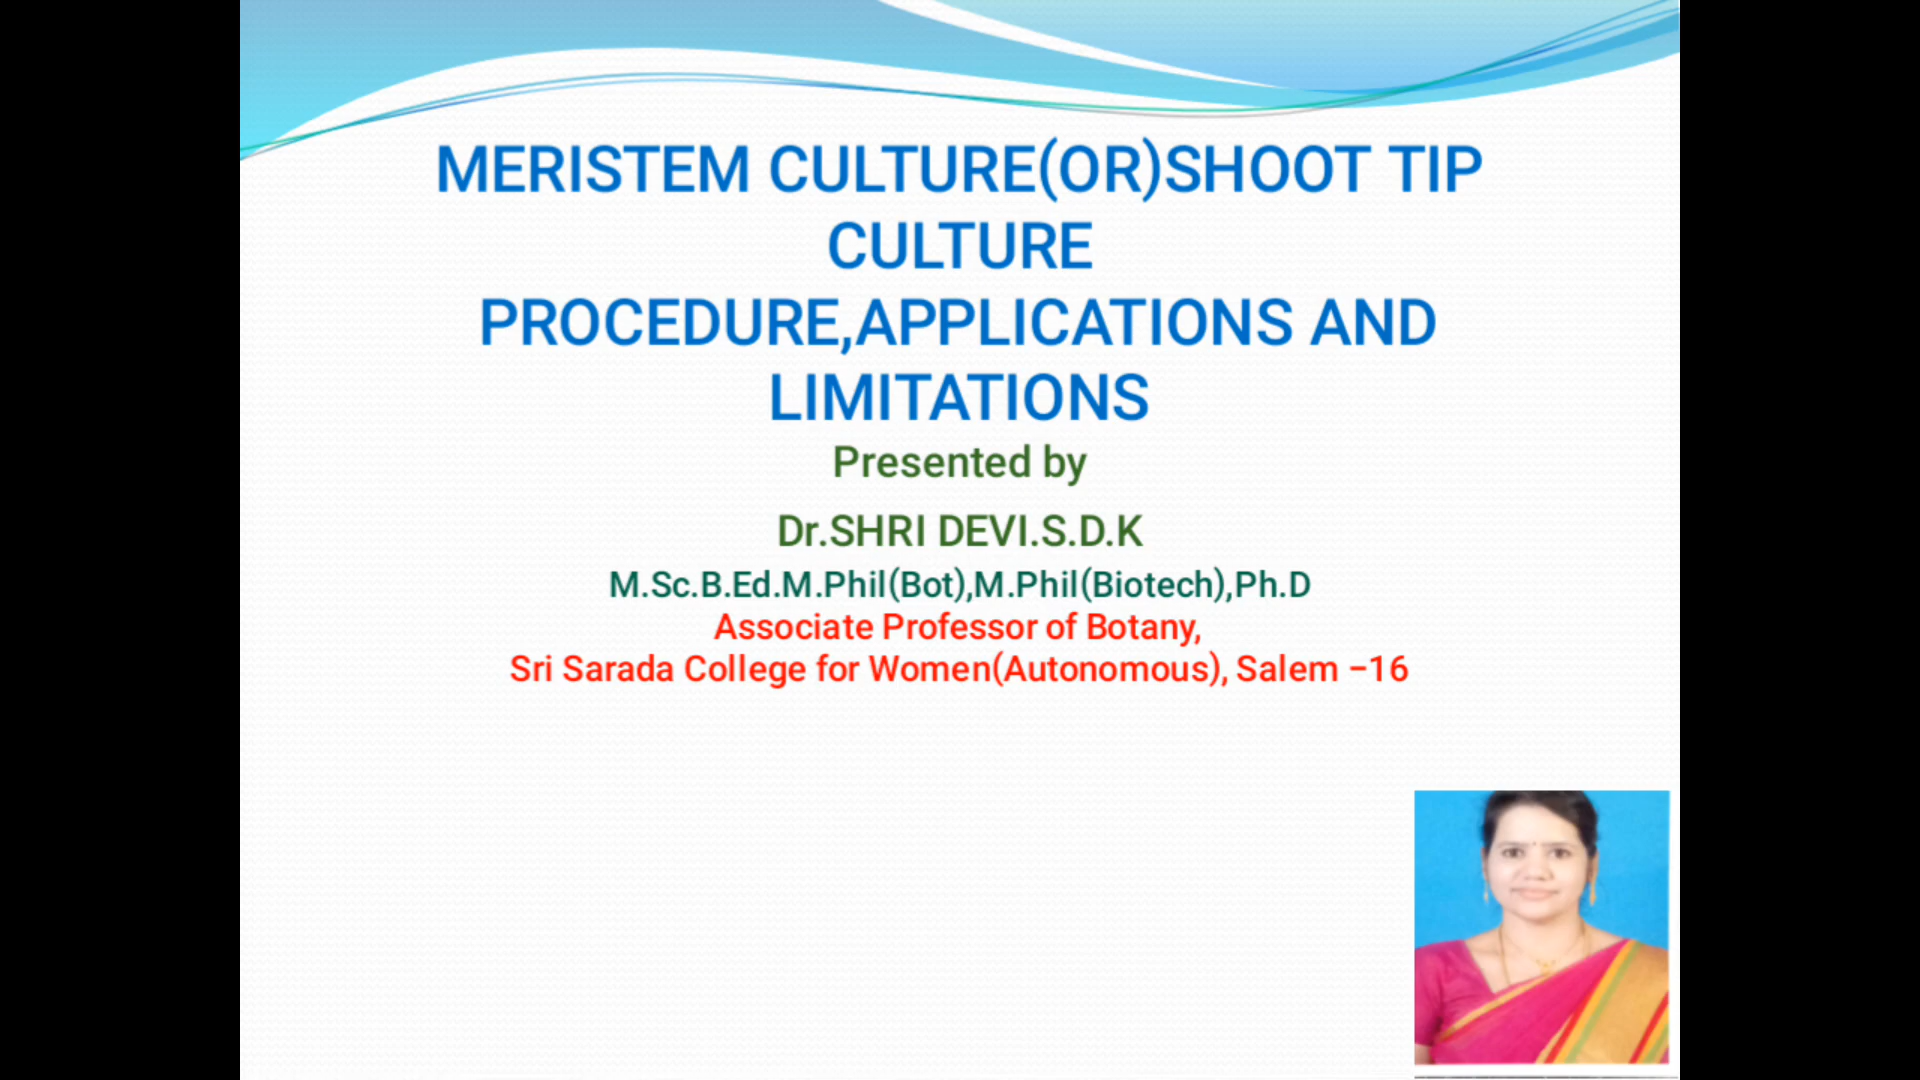 MERISTEM CULTURE(OR)SHOOT TIP
CULTURE
PROCEDURE,APPLICATIONS AND
LIMITATIONS
Presented by
Dr.SHRI DEVI.S.D.K
M.Sc.B.Ed.M.Phil(Bot),M.Phil(Biotech),Ph.D
Associate Professor of Botany,
Sri Sarada College for Women(Autonomous), Salem –16